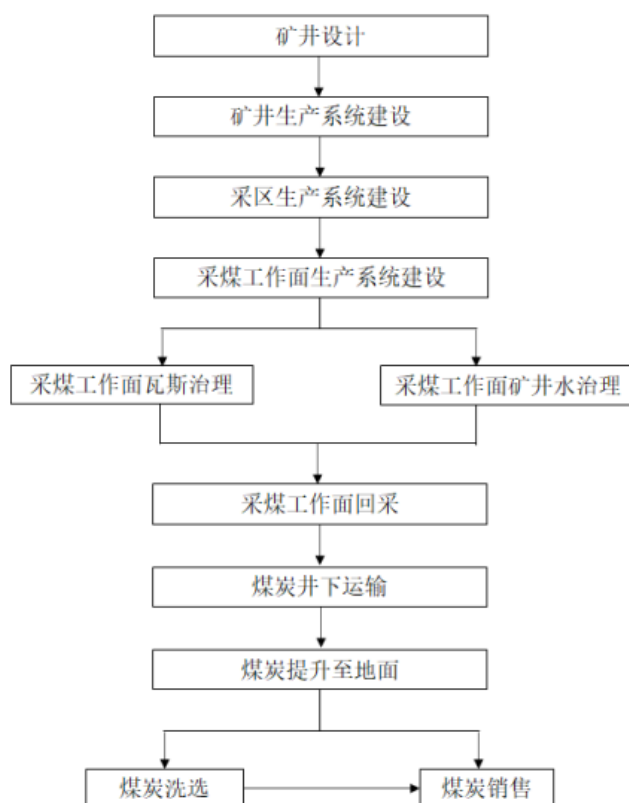 矿井设计
矿井生产系统建设
采区生产系统建设
采煤工作面生产系统建设
采煤工作面瓦斯治理
采煤工作面矿井水治理
采煤工作面回采
煤炭井下运输
煤炭提升至地面
煤炭洗选
煤炭销售